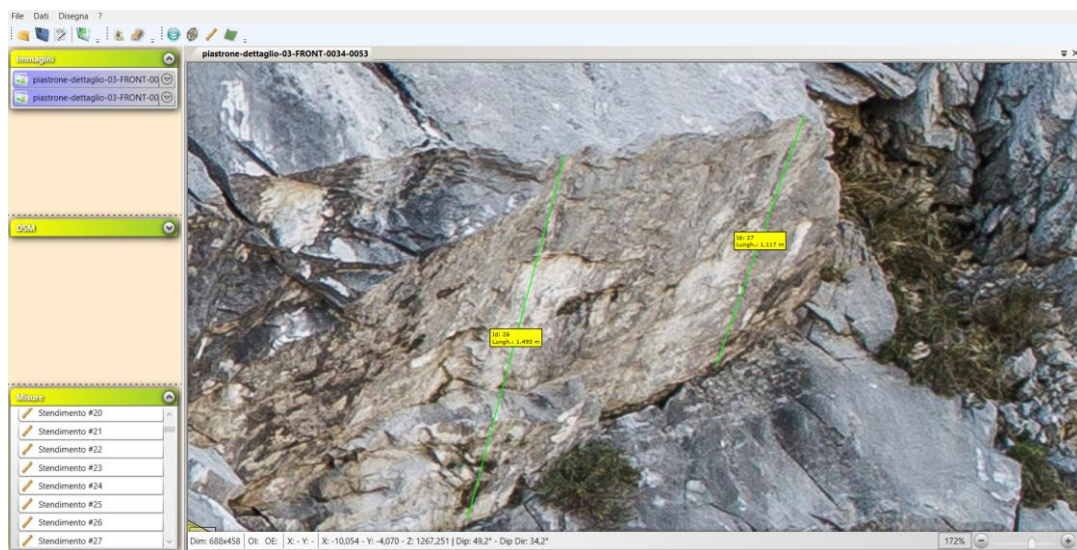 File Dati Disegna ?
Immagini
piastrone-dettaglio-03-FRONT-00
piastrone-dettaglio-03-FRONT-00
DSM
Misure
Stendimento #20
Stendimento #21
Stendimento #22
Stendimento #23
Stendimento #24
Stendimento #25
Stendimento #26
Stendimento #27
piastrone-dettaglio-03-FRONT-0034-0053
Id: 27
Lungh.: 1,117 m
Id: 26
Lungh.: 1,493 m
Dim: 688x458 OI: OE: X: - Y: - X: -10,054 - Y: -4,070 - Z: 1267,251 | Dip: 49,2° - Dip Dir: 34,2°
172%